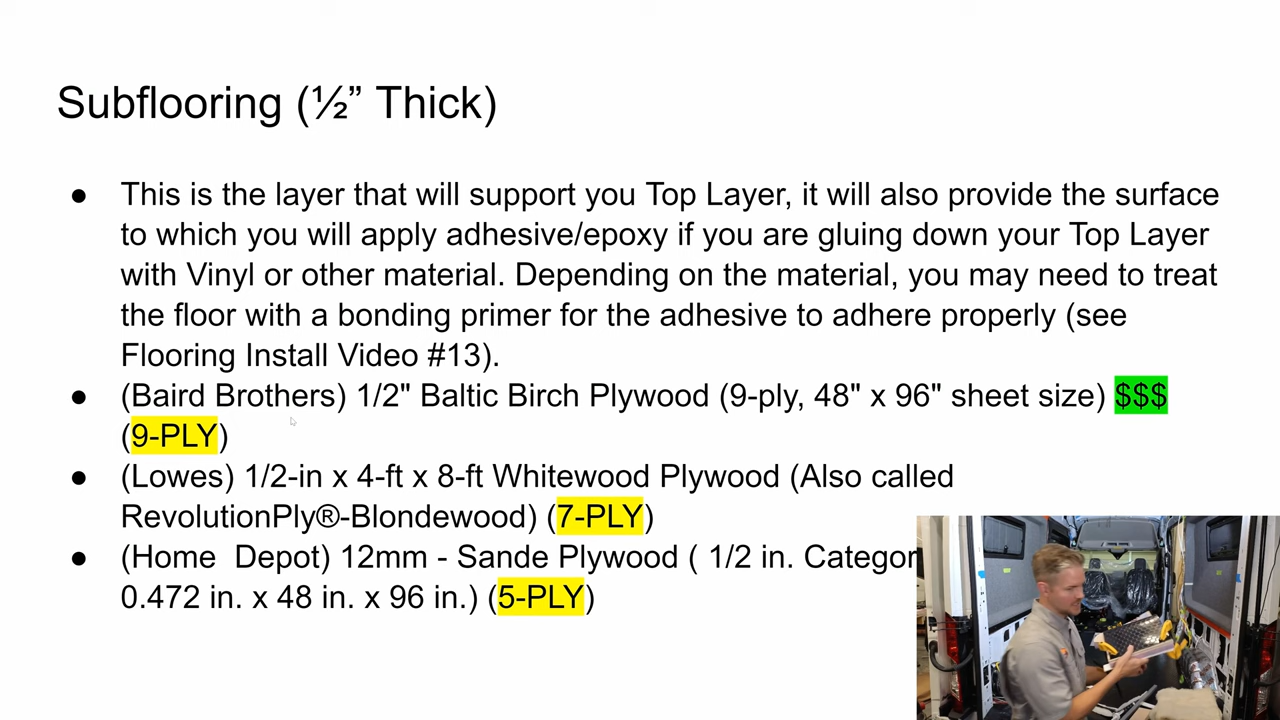 Subflooring (½” Thick)
● This is the layer that will support you Top Layer, it will also provide the surface
to which you will apply adhesive/epoxy if you are gluing down your Top Layer
with Vinyl or other material. Depending on the material, you may need to treat
the floor with a bonding primer for the adhesive to adhere properly (see
Flooring Install Video #13).
● (Baird Brothers) 1/2" Baltic Birch Plywood (9-ply, 48" x 96" sheet size) $$$
(9-PLY)
● (Lowes) 1/2-in x 4-ft x 8-ft Whitewood Plywood (Also called
RevolutionPly®-Blondewood) (7-PLY)
● (Home  Depot) 12mm - Sande Plywood ( 1/2 in. Categor
0.472 in. x 48 in. x 96 in.) (5-PLY)